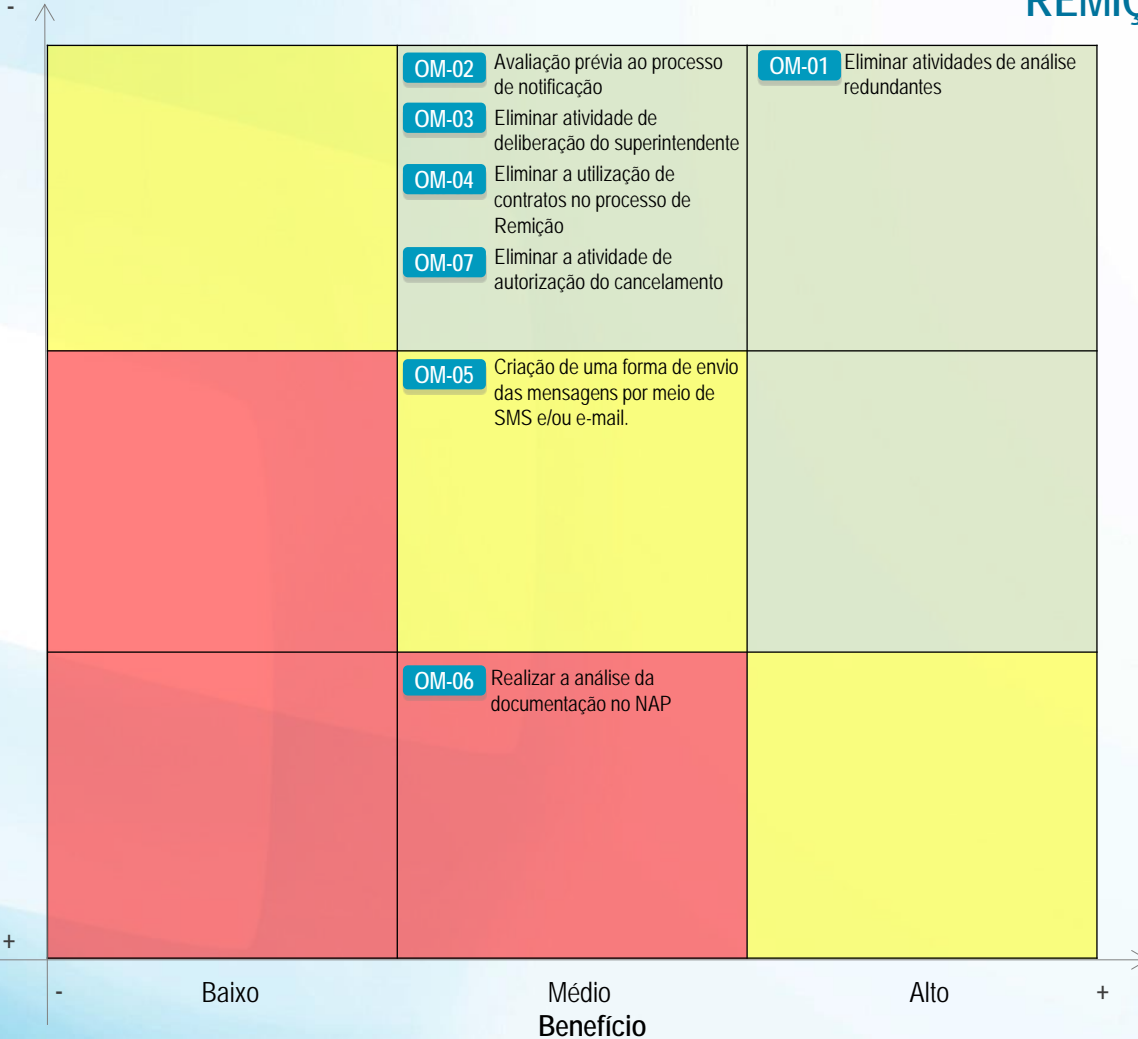 -
REMIÇ
OM-02 Avaliação prévia ao processo
de notificação
OM-03 Eliminar atividade de
deliberação do superintendente
OM-04 Eliminar a utilização de
contratos no processo de
Remição
OM-07 Eliminar a atividade de
autorização do cancelamento
OM-01 Eliminar atividades de análise
redundantes
OM-05 Criação de uma forma de envio
das mensagens por meio de
SMS e/ou e-mail.
OM-06 Realizar a análise da
documentação no NAP
+
- Baixo Médio Alto +
Benefício